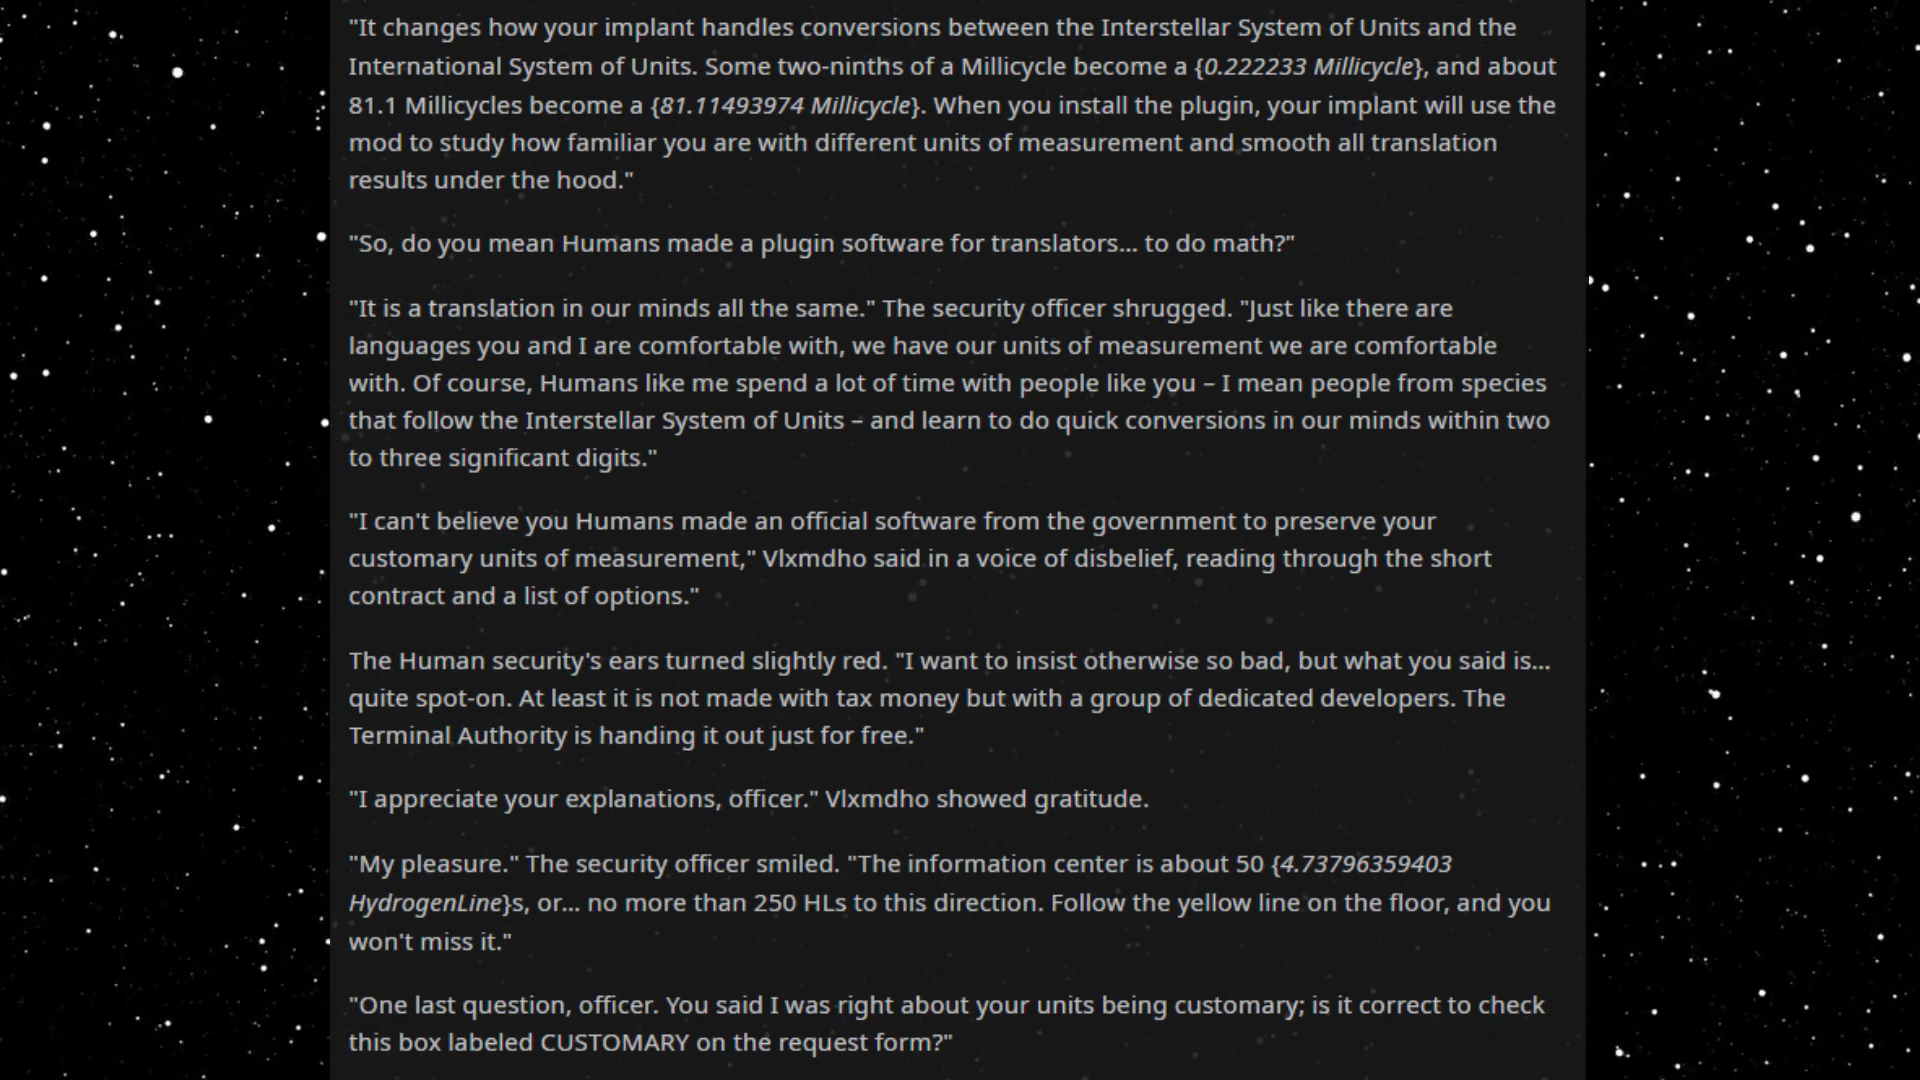 "It changes how your implant handles conversions between the Interstellar System of Units and the
International System of Units. Some two-ninths of a Millicycle become a {0.222233 Millicycle}, and about
81.1 Millicycles become a {81.11493974 Millicycle}. When you install the plugin, your implant will use the
mod to study how familiar you are with different units of measurement and smooth all translation
results under the hood."
"So, do you mean Humans made a plugin software for translators... to do math?"
"It is a translation in our minds all the same." The security officer shrugged. "Just like there are
languages you and I are comfortable with, we have our units of measurement we are comfortable
with. Of course, Humans like me spend a lot of time with people like you – I mean people from species
that follow the Interstellar System of Units – and learn to do quick conversions in our minds within two
to three significant digits."
"I can't believe you Humans made an official software from the government to preserve your
customary units of measurement," Vlxmdho said in a voice of disbelief, reading through the short
contract and a list of options."
The Human security's ears turned slightly red. "I want to insist otherwise so bad, but what you said is...
quite spot-on. At least it is not made with tax money but with a group of dedicated developers. The
Terminal Authority is handing it out just for free."
"I appreciate your explanations, officer." Vlxmdho showed gratitude.
"My pleasure." The security officer smiled. "The information center is about 50 {4.73796359403
HydrogenLine}s, or... no more than 250 HLs to this direction. Follow the yellow line on the floor, and you
won't miss it."
"One last question, officer. You said I was right about your units being customary; is it correct to check
this box labeled CUSTOMARY on the request form?"